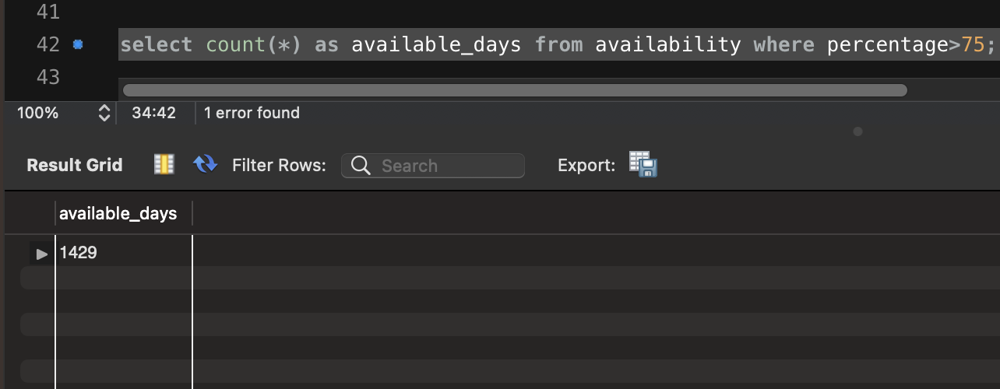 41
42 select count(*) as available_days from availability where percentage>75;
43
100% 34:42 1 error found
Result Grid Filter Rows: Search Export:
available_days
1429